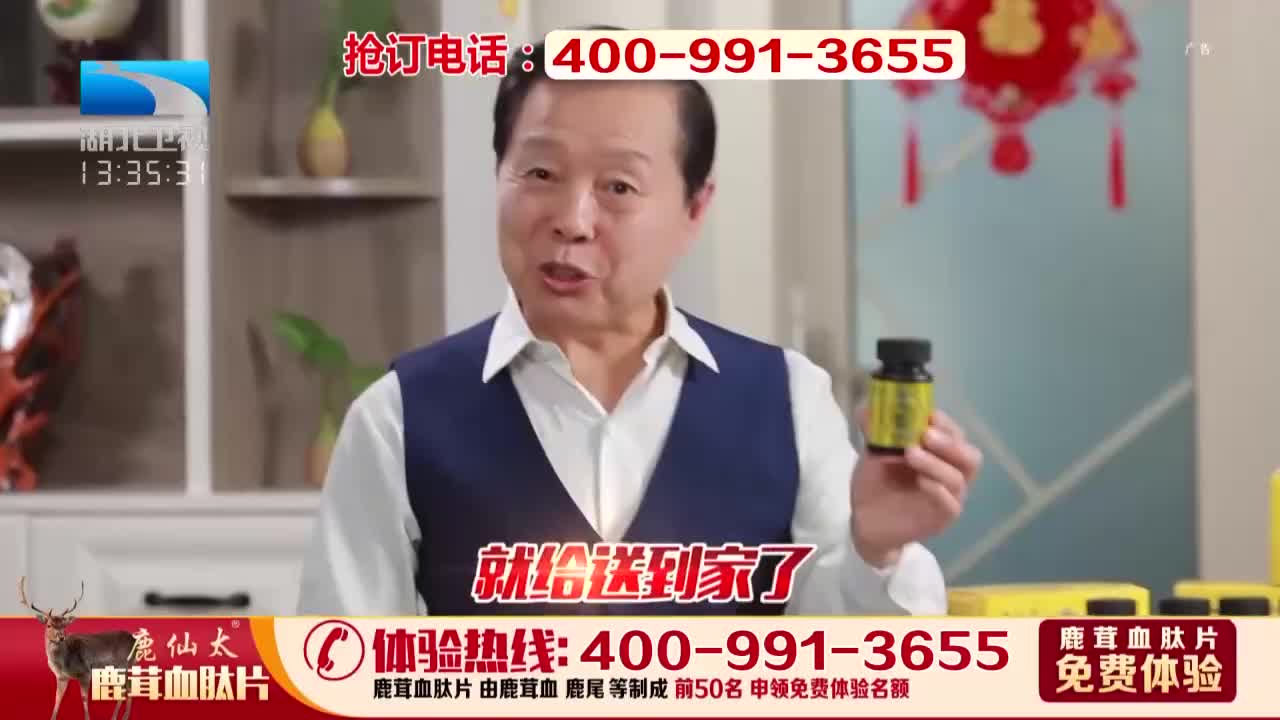 抢订电话：400-991-3655
广告
湖北卫视
13:35:31
就给送到家了
鹿仙太®
鹿茸血肽片
体验热线:400-991-3655
鹿茸血肽片 由鹿茸血 鹿尾 等制成 前50名 申领免费体验名额
鹿茸血肽片
免费体验